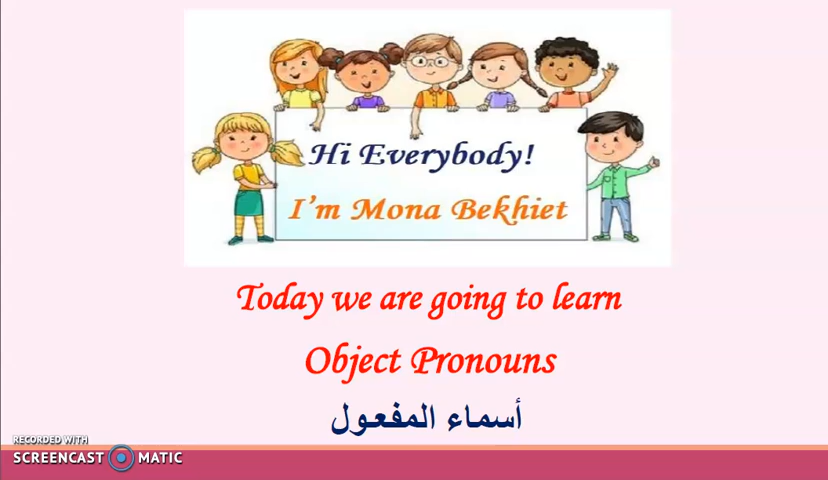 Hi Everybody!
I'm Mona Bekhiet
Today we are going to learn
Object Pronouns
أسماء المفعول
RECORDED WITH
SCREENCAST MATIC